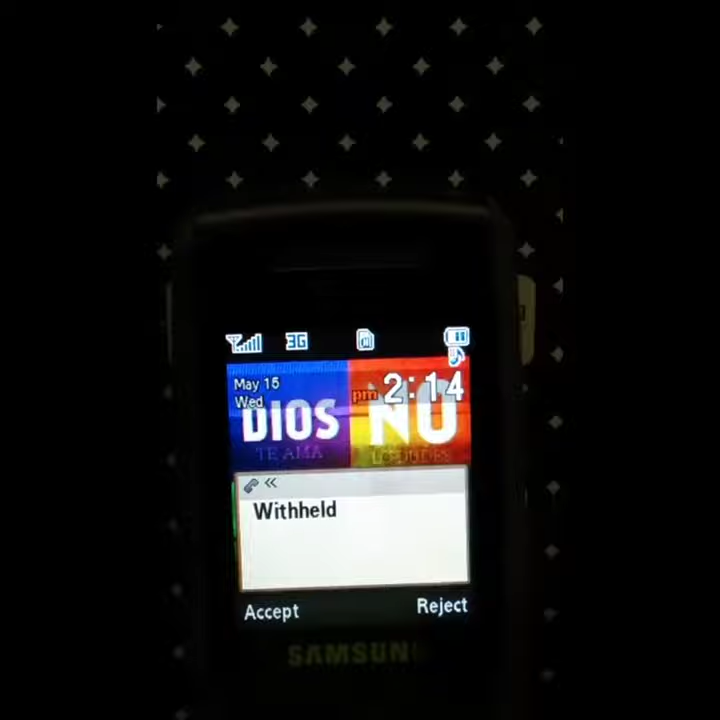 3G
May 15
Wed
pm 2:14
DIOS NO
TE AMA
Withheld
Accept Reject
SAMSUNG